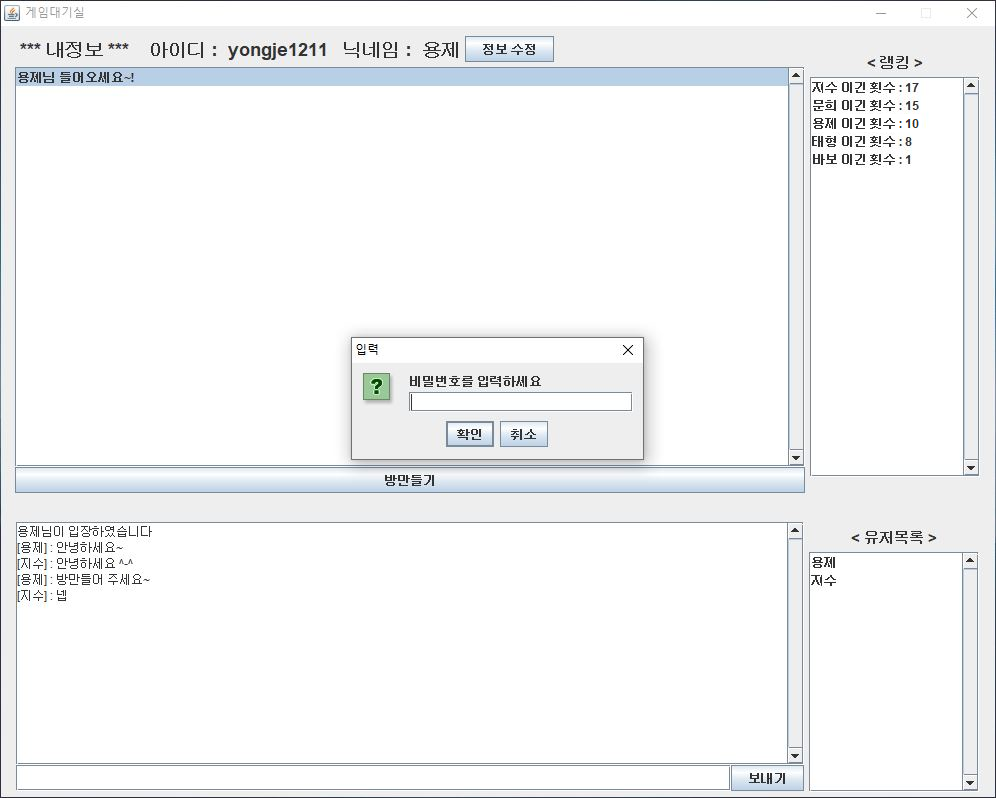 게임대기실
*** 내정보 *** 아이디 : yongje1211 닉네임 : 용제 정보 수정
용제님 들어오세요~!
< 랭킹 >
지수 이긴 횟수 : 17
문희 이긴 횟수 : 15
용제 이긴 횟수 : 10
태형 이긴 횟수 : 8
바보 이긴 횟수 : 1
입력
?
비밀번호를 입력하세요
확인 취소
방만들기
용제님이 입장하였습니다
[용제] : 안녕하세요~
[지수] : 안녕하세요 ^-^
[용제] : 방만들어 주세요~
[지수] : 넵
< 유저목록 >
용제
지수
보내기